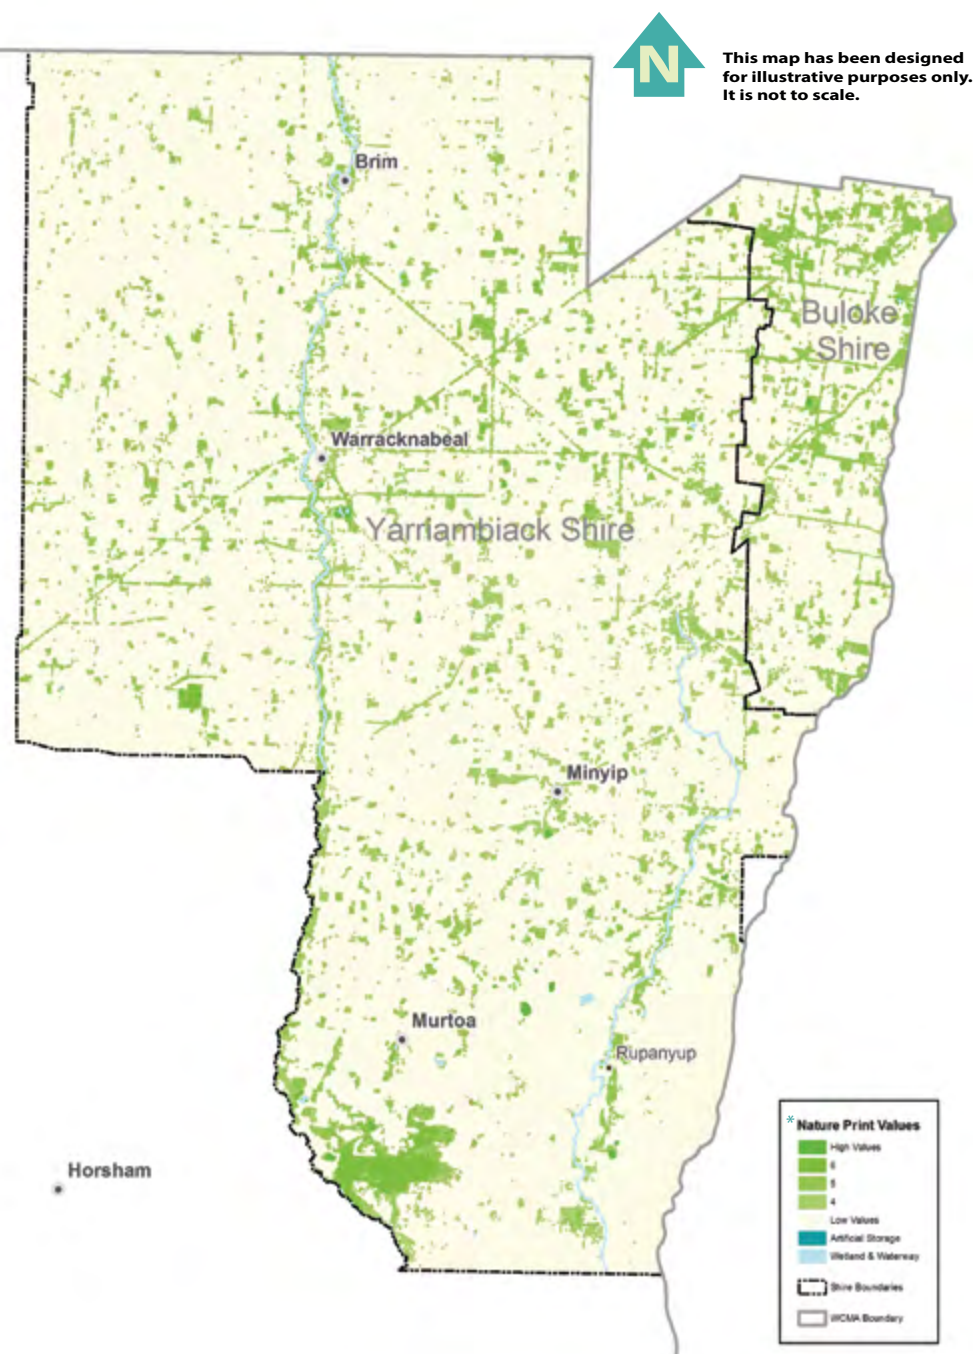 N
This map has been designed
for illustrative purposes only.
It is not to scale.
Brim
Buloke
Shire
Warracknabeal
Yarriambiack Shire
Minyip
Murtoa
Rupanyup
Horsham
* Nature Print Values
High Values
6
5
4
Low Values
Artificial Storage
Wetland & Waterway
Shire Boundaries
WCMA Boundary